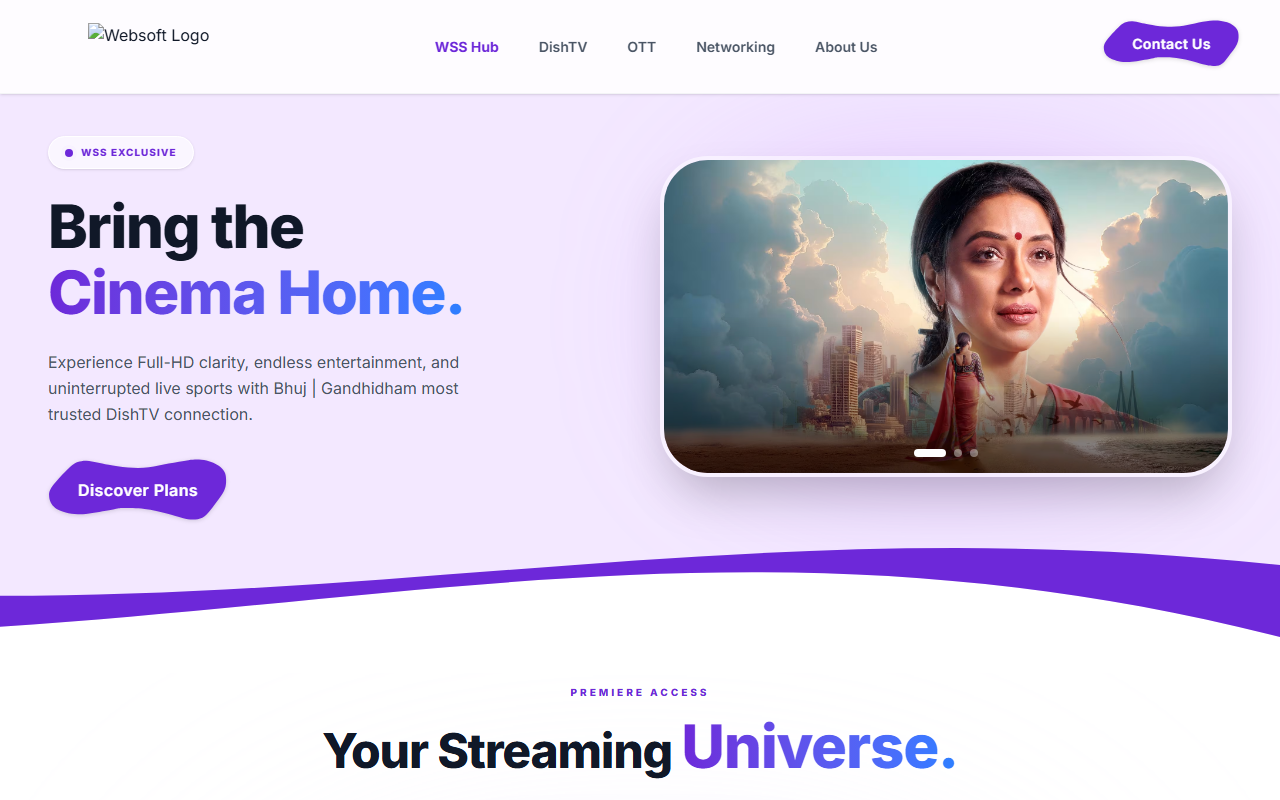 Websoft Logo
WSS Hub
DishTV
OTT
Networking
About Us
Contact Us
WSS EXCLUSIVE
Bring the
Cinema Home.
Experience Full-HD clarity, endless entertainment, and
uninterrupted live sports with Bhuj | Gandhidham most
trusted DishTV connection.
Discover Plans
PREMIERE ACCESS
Your Streaming Universe.